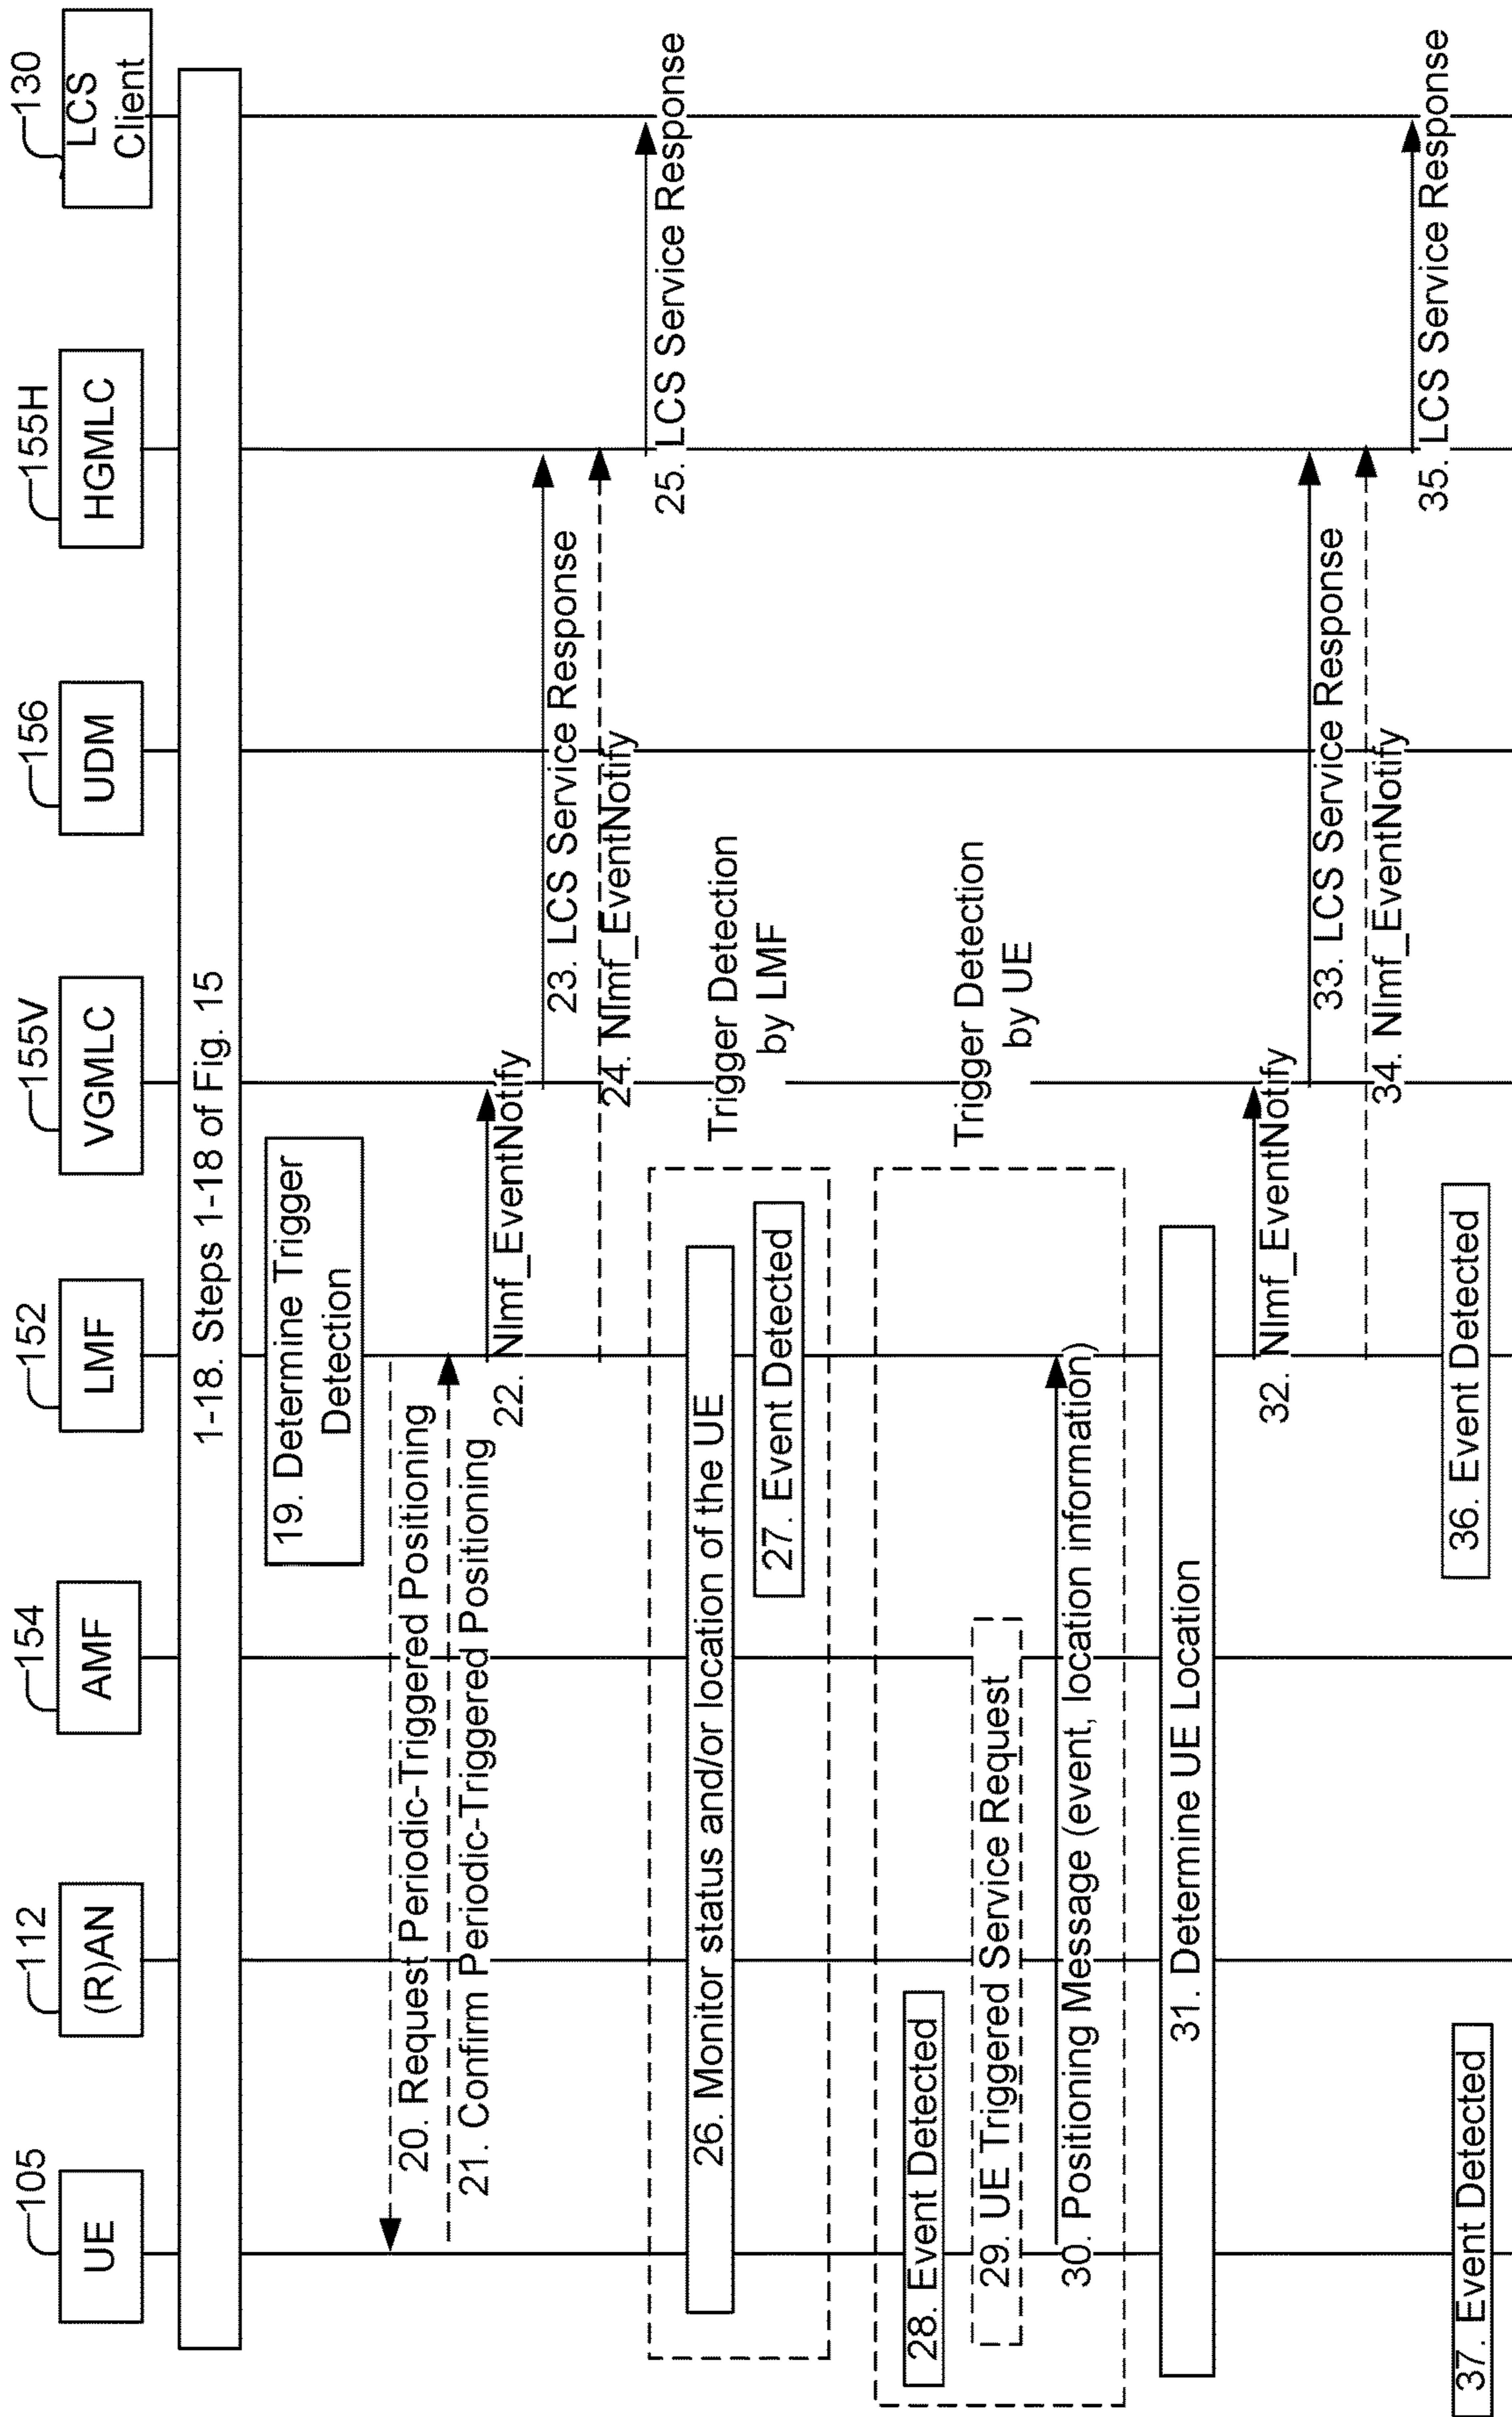 105
112
154
152
155V
156
155H
130
UE
(R)AN
AMF
LMF
VGMLC
UDM
HGMLC
LCS
Client
1-18. Steps 1-18 of Fig. 15
19. Determine Trigger
Detection
20. Request Periodic-Triggered Positioning
21. Confirm Periodic-Triggered Positioning
22. Nlmf_EventNotify
23. LCS Service Response
24. Nlmf_EventNotify
25. LCS Service Response
Trigger Detection
by LMF
26. Monitor status and/or location of the UE
27. Event Detected
Trigger Detection
by UE
28. Event Detected
29. UE Triggered Service Request
30. Positioning Message (event, location information)
31. Determine UE Location
32. Nlmf_EventNotify
33. LCS Service Response
34. Nlmf_EventNotify
35. LCS Service Response
36. Event Detected
37. Event Detected